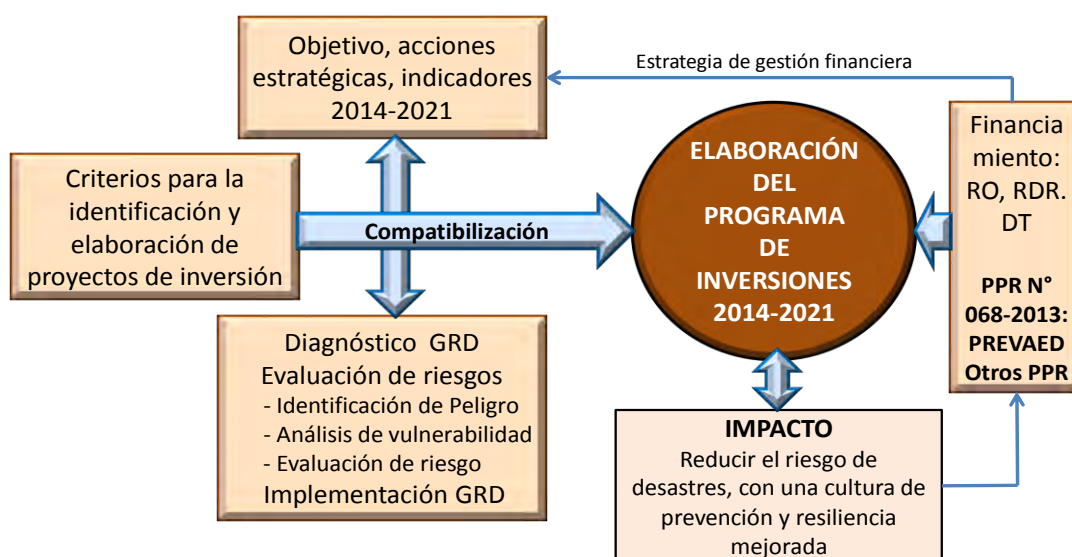 Objetivo, acciones
estratégicas, indicadores
2014-2021
Estrategia de gestión financiera
Criterios para la
identificación y
elaboración de
proyectos de inversión
Compatibilización
ELABORACIÓN
DEL
PROGRAMA
DE
INVERSIONES
2014-2021
Financia
miento:
RO, RDR.
DT
PPR N°
068-2013:
PREVAED
Otros PPR
Diagnóstico GRD
Evaluación de riesgos
- Identificación de Peligro
- Análisis de vulnerabilidad
- Evaluación de riesgo
Implementación GRD
IMPACTO
Reducir el riesgo de
desastres, con una cultura de
prevención y resiliencia
mejorada